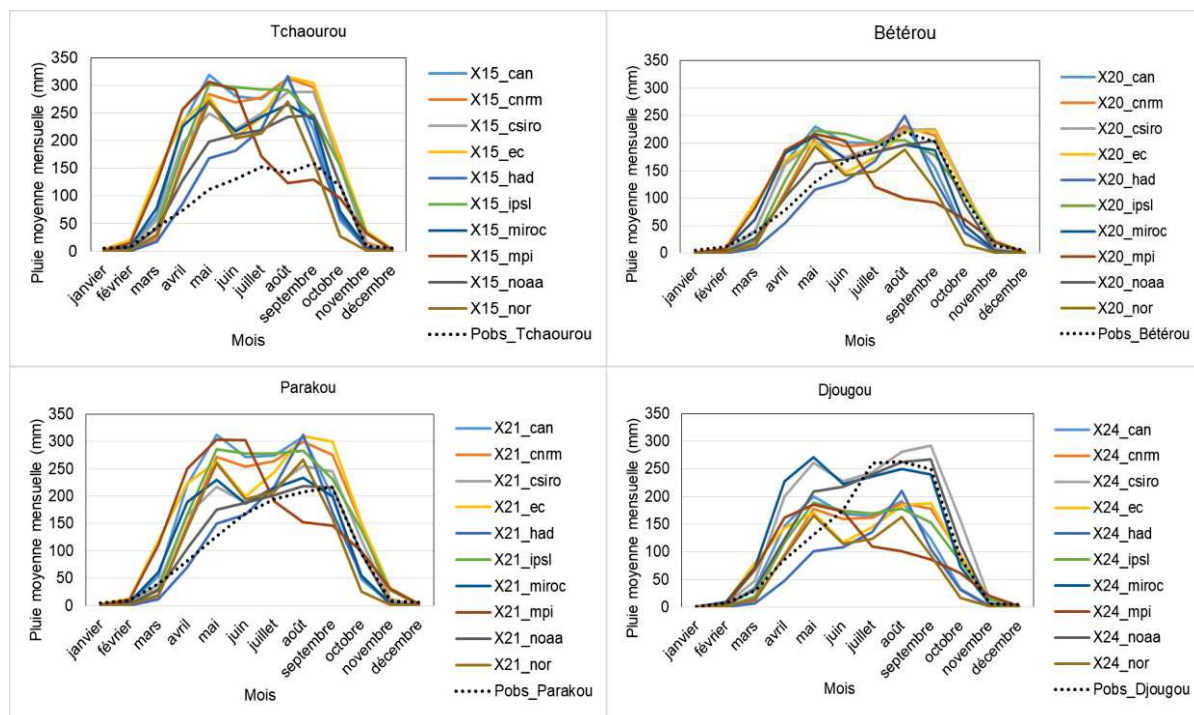 Tchaourou
Pluie moyenne mensuelle (mm)
350
300
250
200
150
100
50
0
janvier
février
mars
avril
mai
juin
juillet
août
septembre
octobre
novembre
décembre
Mois
X15_can
X15_cnrm
X15_csiro
X15_ec
X15_had
X15_ipsl
X15_miroc
X15_mpi
X15_noaa
X15_nor
Pobs_Tchaourou
Bétérou
Pluie moyenne mensuelle (mm)
350
300
250
200
150
100
50
0
janvier
février
mars
avril
mai
juin
juillet
août
septembre
octobre
novembre
décembre
Mois
X20_can
X20_cnrm
X20_csiro
X20_ec
X20_had
X20_ipsl
X20_miroc
X20_mpi
X20_noaa
X20_nor
Pobs_Bétérou
Parakou
Pluie moyenne mensuelle (mm)
350
300
250
200
150
100
50
0
janvier
février
mars
avril
mai
juin
juillet
août
septembre
octobre
novembre
décembre
Mois
X21_can
X21_cnrm
X21_csiro
X21_ec
X21_had
X21_ipsl
X21_miroc
X21_mpi
X21_noaa
X21_nor
Pobs_Parakou
Djougou
Pluie moyenne mensuelle (mm)
350
300
250
200
150
100
50
0
janvier
février
mars
avril
mai
juin
juillet
août
septembre
octobre
novembre
décembre
Mois
X24_can
X24_cnrm
X24_csiro
X24_ec
X24_had
X24_ipsl
X24_miroc
X24_mpi
X24_noaa
X24_nor
Pobs_Djougou